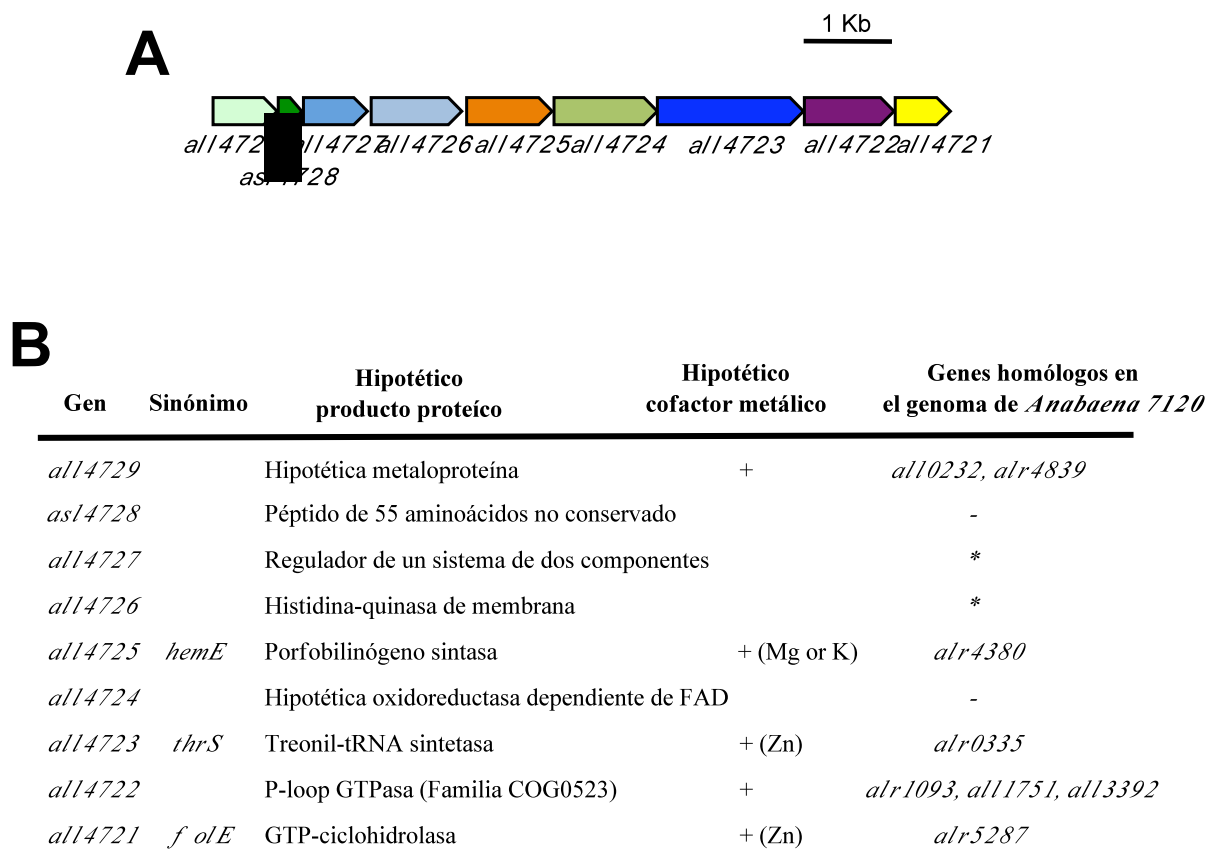 1 Kb
A
all4727 all4726 all4725 all4724 all4723 all4722 all4721
B
Gen Sinónimo Hipotético producto proteíco Hipotético cofactor metálico Genes homólogos en el genoma de Anabaena 7120
all4729 Hipotética metaloproteína + all0232, alr4839
asl4728 Péptido de 55 aminoácidos no conservado -
all4727 Regulador de un sistema de dos componentes *
all4726 Histidina-quinasa de membrana *
all4725 hemE Porfobilinógeno sintasa + (Mg or K) alr4380
all4724 Hipotética oxidoreductasa dependiente de FAD -
all4723 thrS Treonil-tRNA sintetasa + (Zn) alr0335
all4722 P-loop GTPasa (Familia COG0523) + alr1093, all1751, all3392
all4721 folE GTP-ciclohidrolasa + (Zn) alr5287